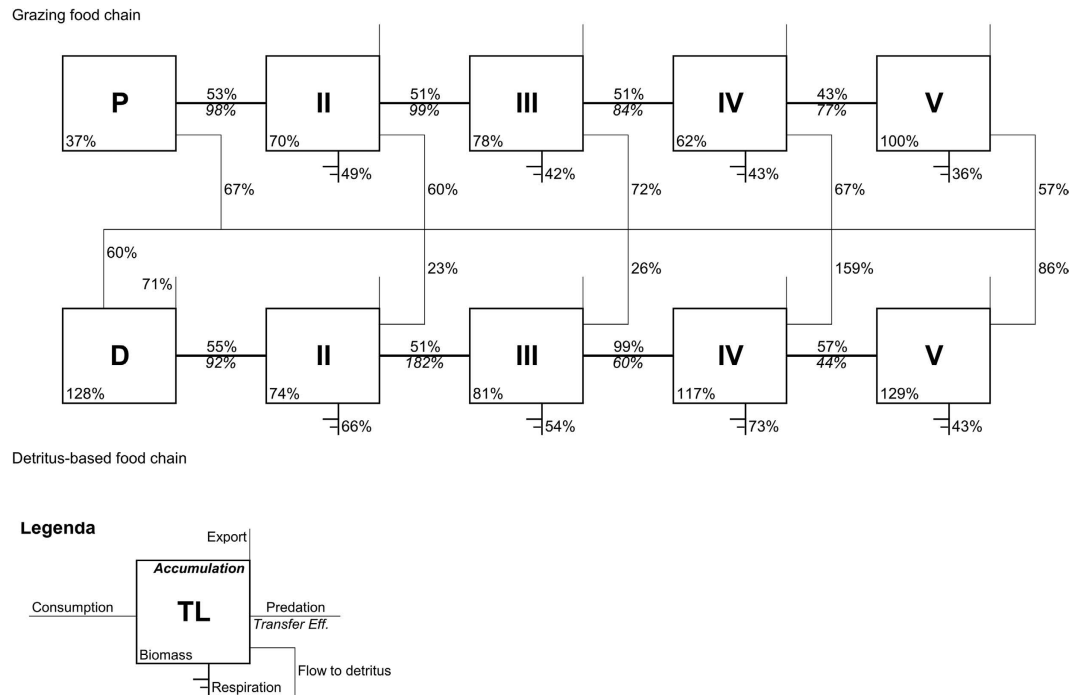 Grazing food chain
P
II
III
IV
V
53%
98%
51%
99%
51%
84%
43%
77%
37%
70%
78%
62%
100%
49%
42%
43%
36%
67%
60%
72%
67%
57%
60%
71%
23%
26%
159%
86%
D
II
III
IV
V
55%
92%
51%
182%
99%
60%
57%
44%
128%
74%
81%
117%
129%
66%
54%
73%
43%
Detritus-based food chain
Legenda
Export
Accumulation
Consumption
TL
Predation
Transfer Eff.
Biomass
Flow to detritus
Respiration